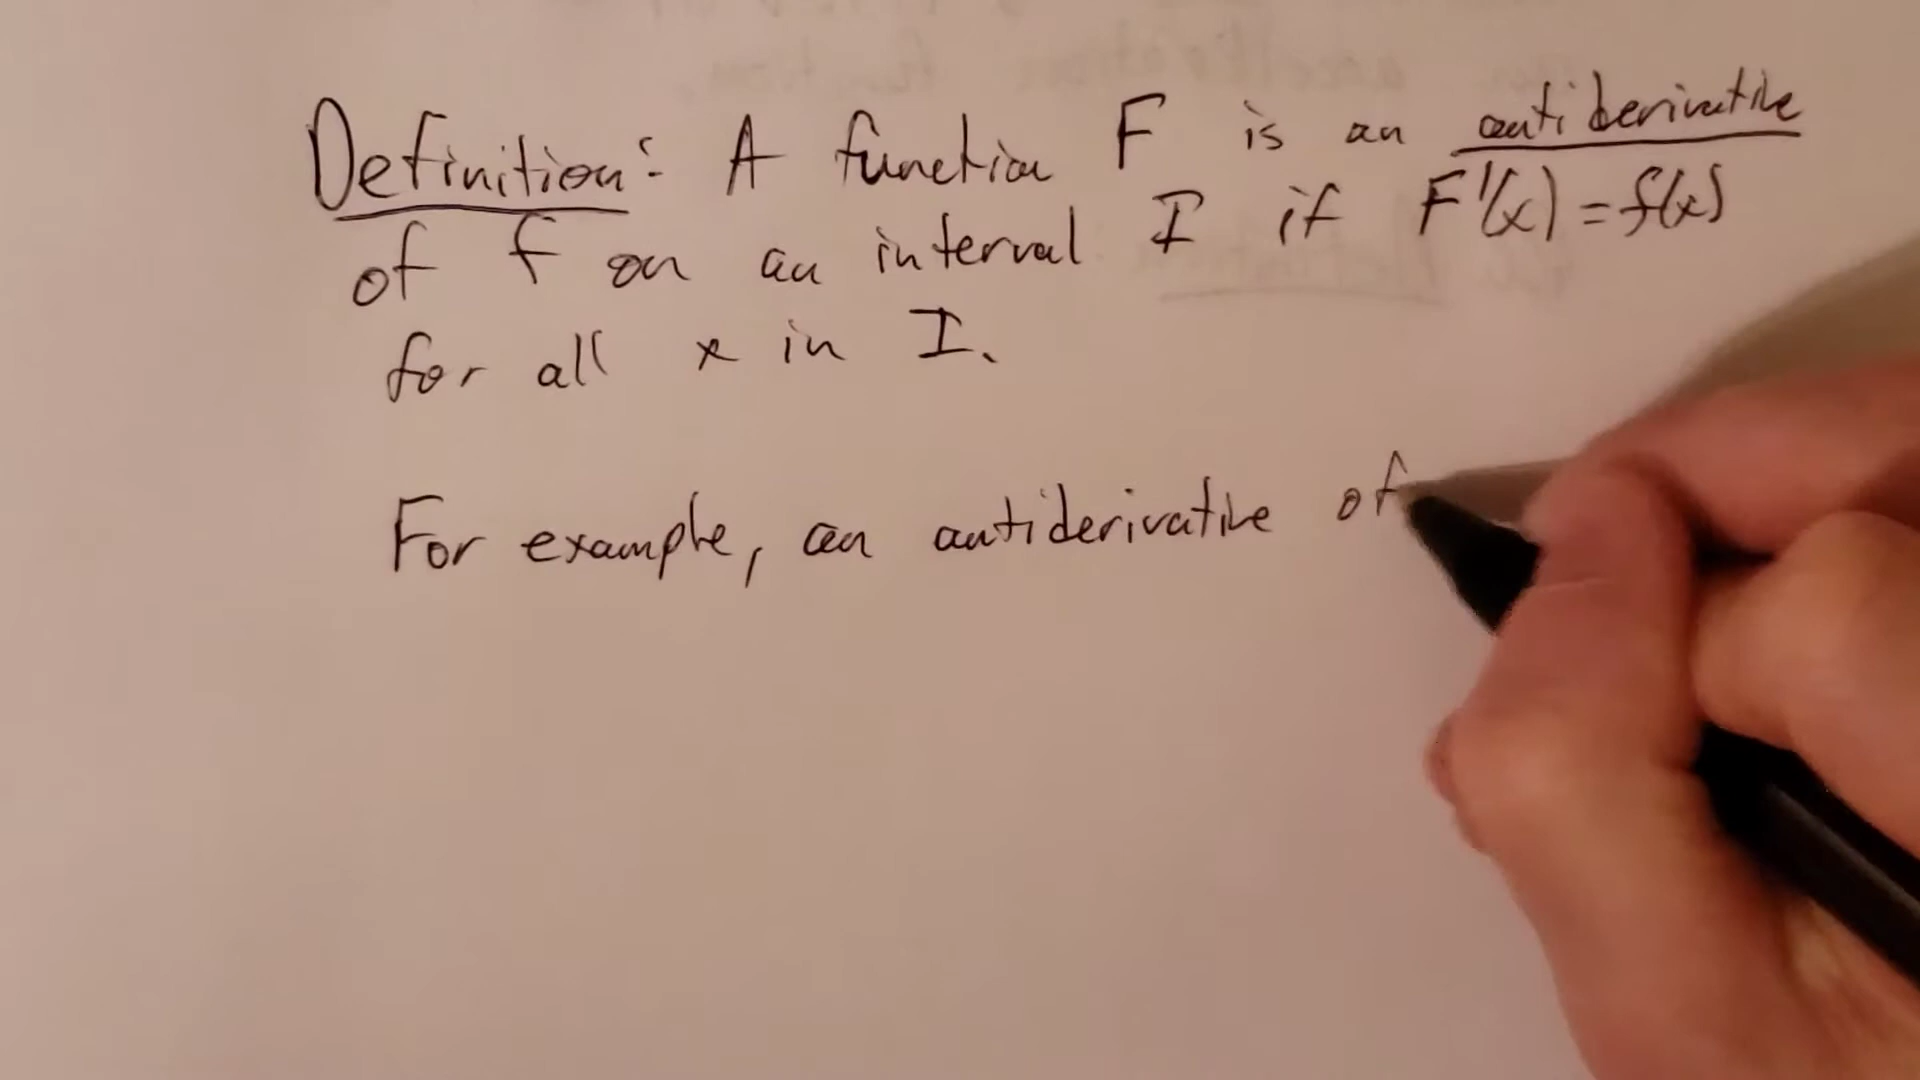 Definition: A function F is an antiderivative
of f on an interval I if F'(x) = f(x)
for all x in I.
For example, an antiderivative of